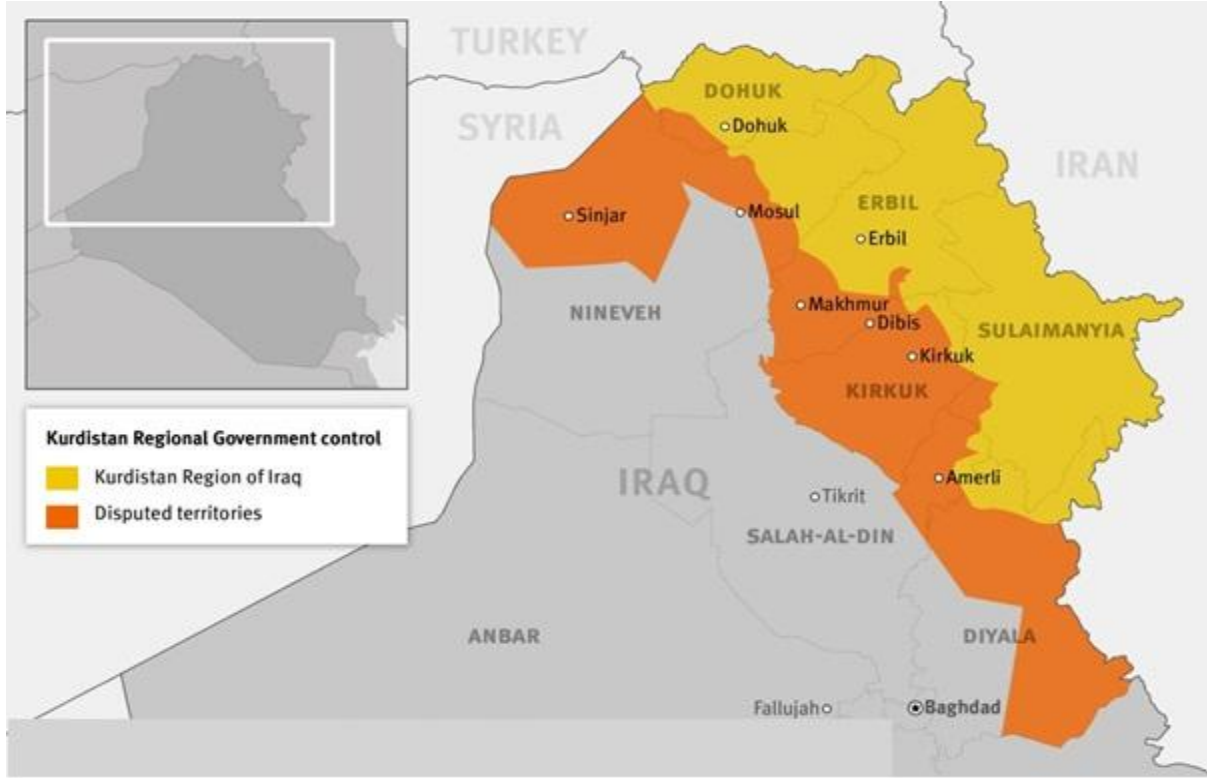 TURKEY
SYRIA
IRAN
DOHUK
Dohuk
ERBIL
Erbil
Sinjar
Mosul
NINEVEH
Makhmur
Dibis
SULAIMANYIA
Kirkuk
KIRKUK
Kurdistan Regional Government control
Kurdistan Region of Iraq
Disputed territories
IRAQ
Amerli
Tikrit
SALAH-AL-DIN
ANBAR
DIYALA
Fallujah
Baghdad